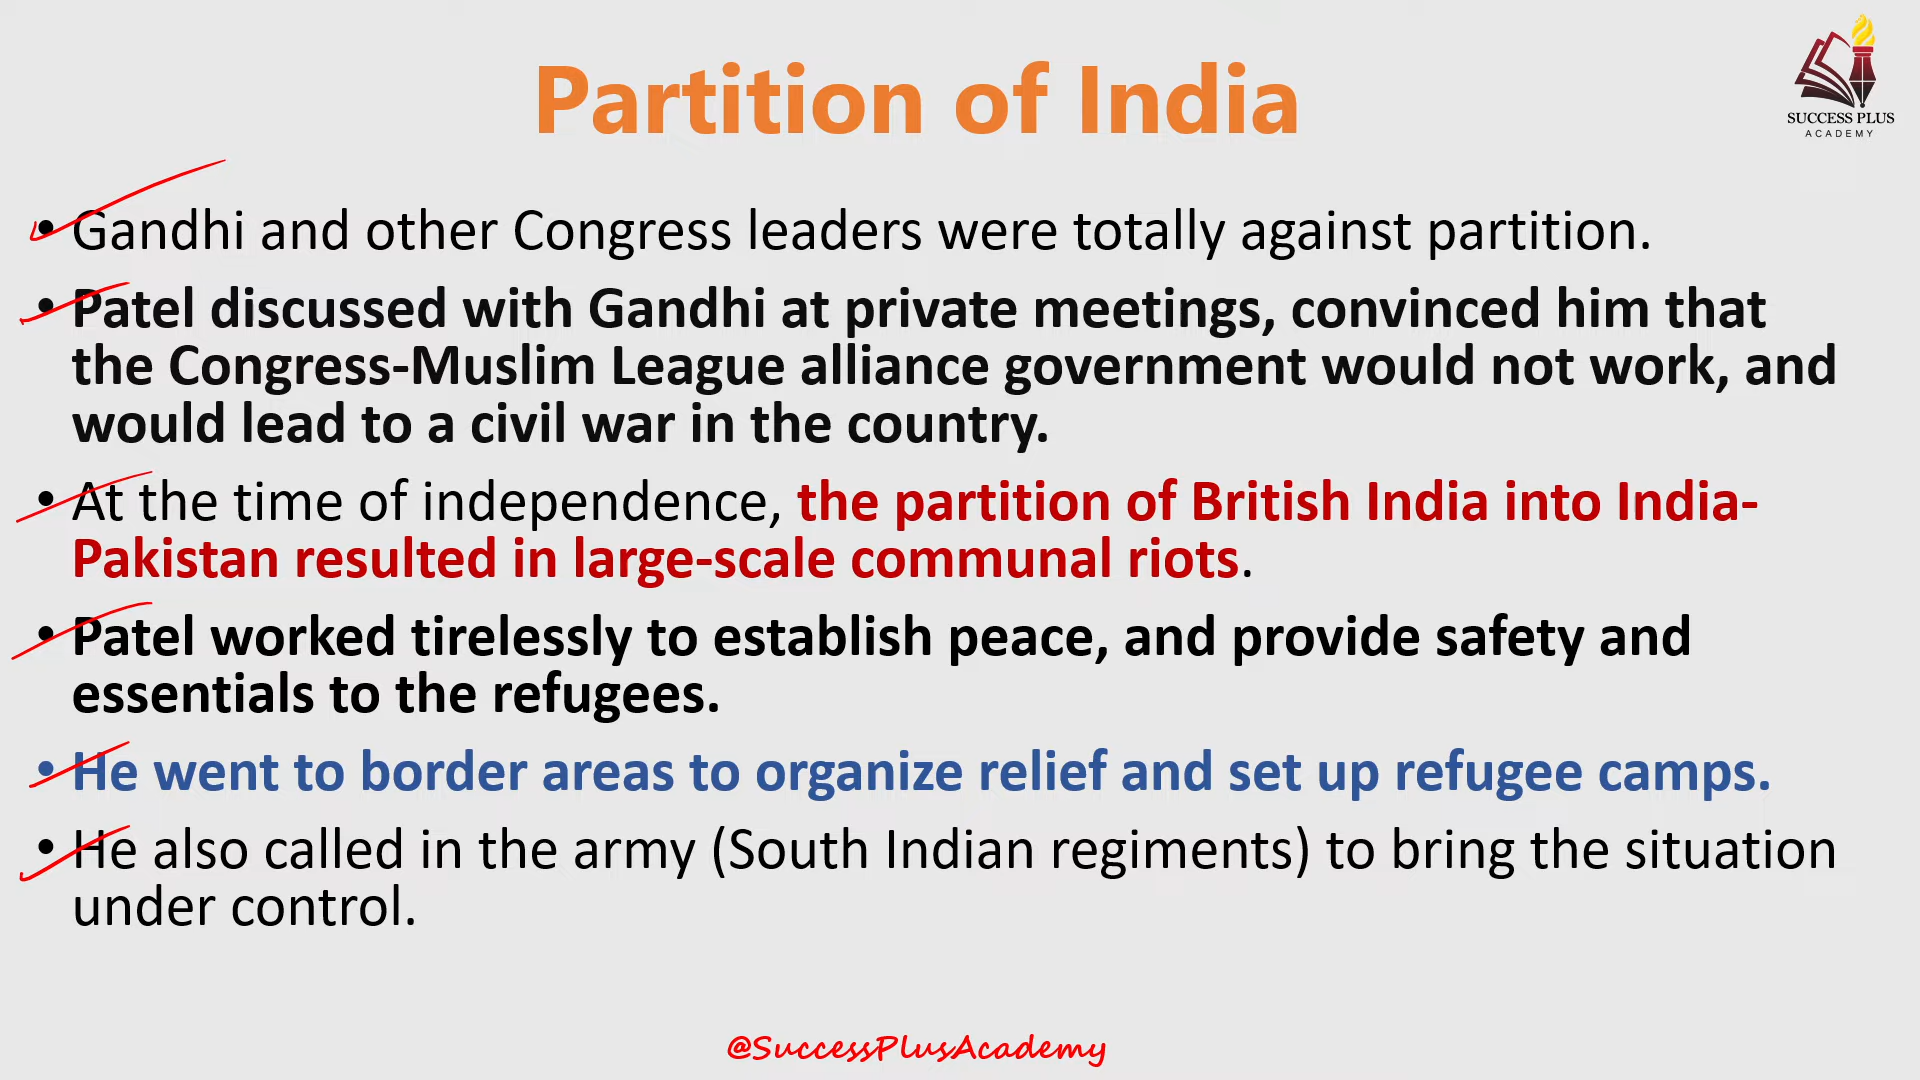 Partition of India
SUCCESS PLUS
ACADEMY
• Gandhi and other Congress leaders were totally against partition.
• Patel discussed with Gandhi at private meetings, convinced him that
the Congress-Muslim League alliance government would not work, and
would lead to a civil war in the country.
• At the time of independence, the partition of British India into India-
Pakistan resulted in large-scale communal riots.
• Patel worked tirelessly to establish peace, and provide safety and
essentials to the refugees.
• He went to border areas to organize relief and set up refugee camps.
• He also called in the army (South Indian regiments) to bring the situation
under control.
@SuccessPlusAcademy